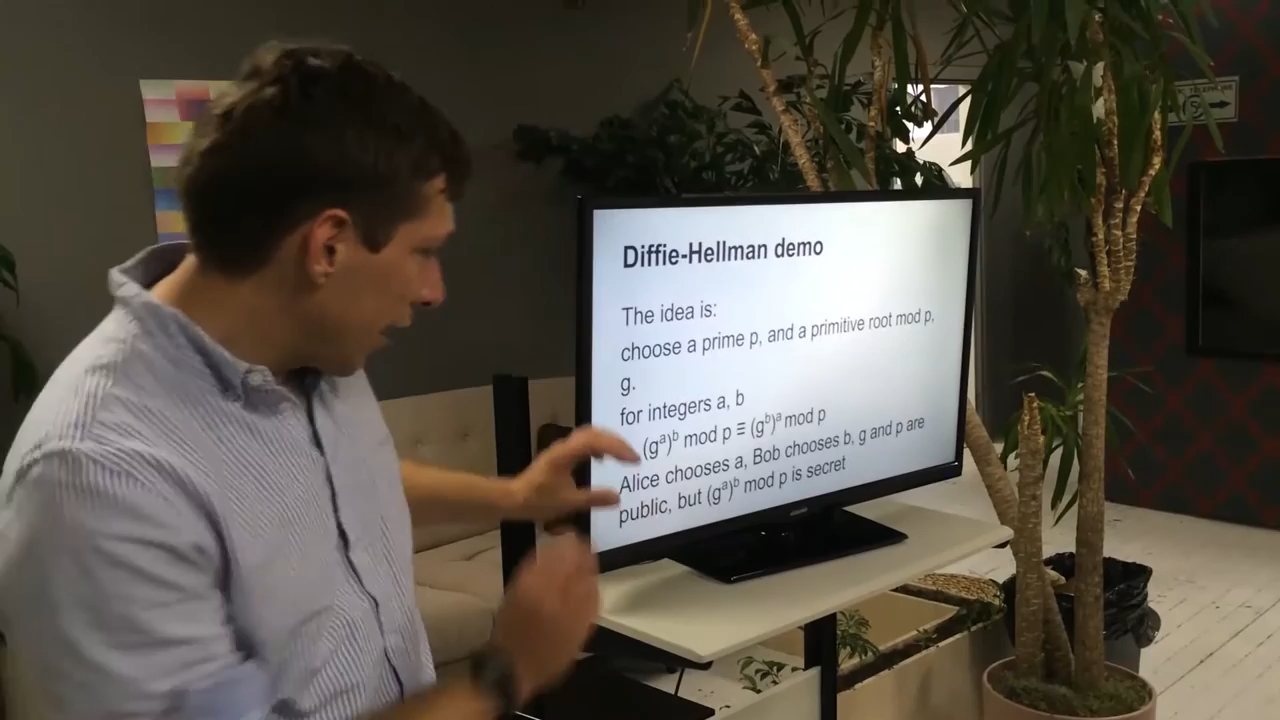 Diffie-Hellman demo
The idea is:
choose a prime p, and a primitive root mod p,
g.
for integers a, b
(gᵃ)ᵇ mod p ≡ (gᵇ)ᵃ mod p
Alice chooses a, Bob chooses b, g and p are
public, but (gᵃ)ᵇ mod p is secret
TELEPHONE